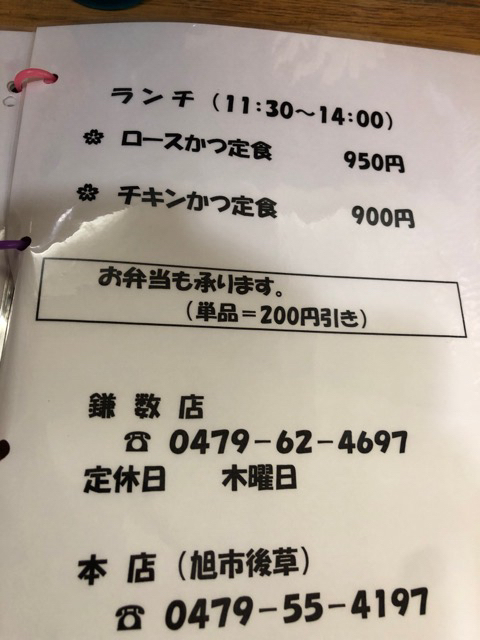 ランチ（11:30～14:00）
ロースかつ定食 950円
チキンかつ定食 900円
お弁当も承ります。
（単品＝200円引き）
鎌数店
☎ 0479－62－4697
定休日 木曜日
本店（旭市後草）
☎ 0479－55－4197